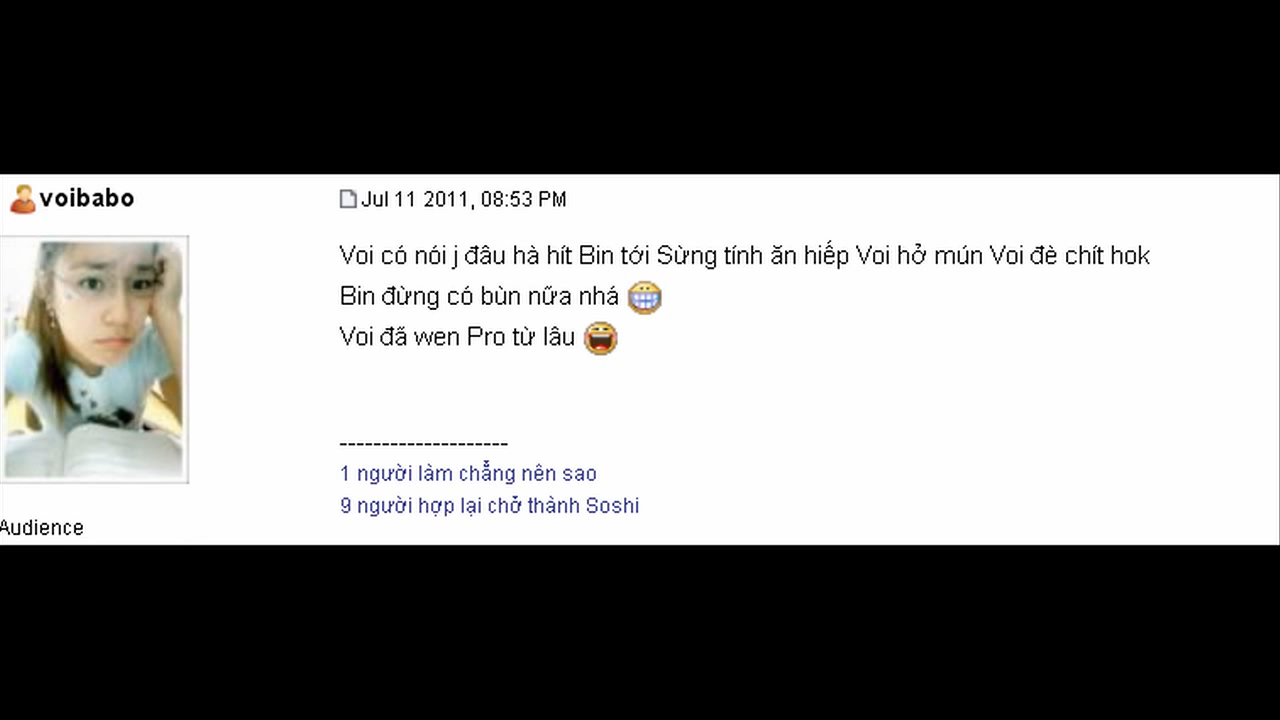 voibabo
Jul 11 2011, 08:53 PM
Voi có nói j đâu hà hít Bin tới Sừng tính ăn hiếp Voi hở mún Voi đè chít hok
Bin đừng có bùn nữa nhá
Voi đã wen Pro từ lâu
--------------------
1 người làm chẳng nên sao
9 người hợp lại chở thành Soshi
Audience